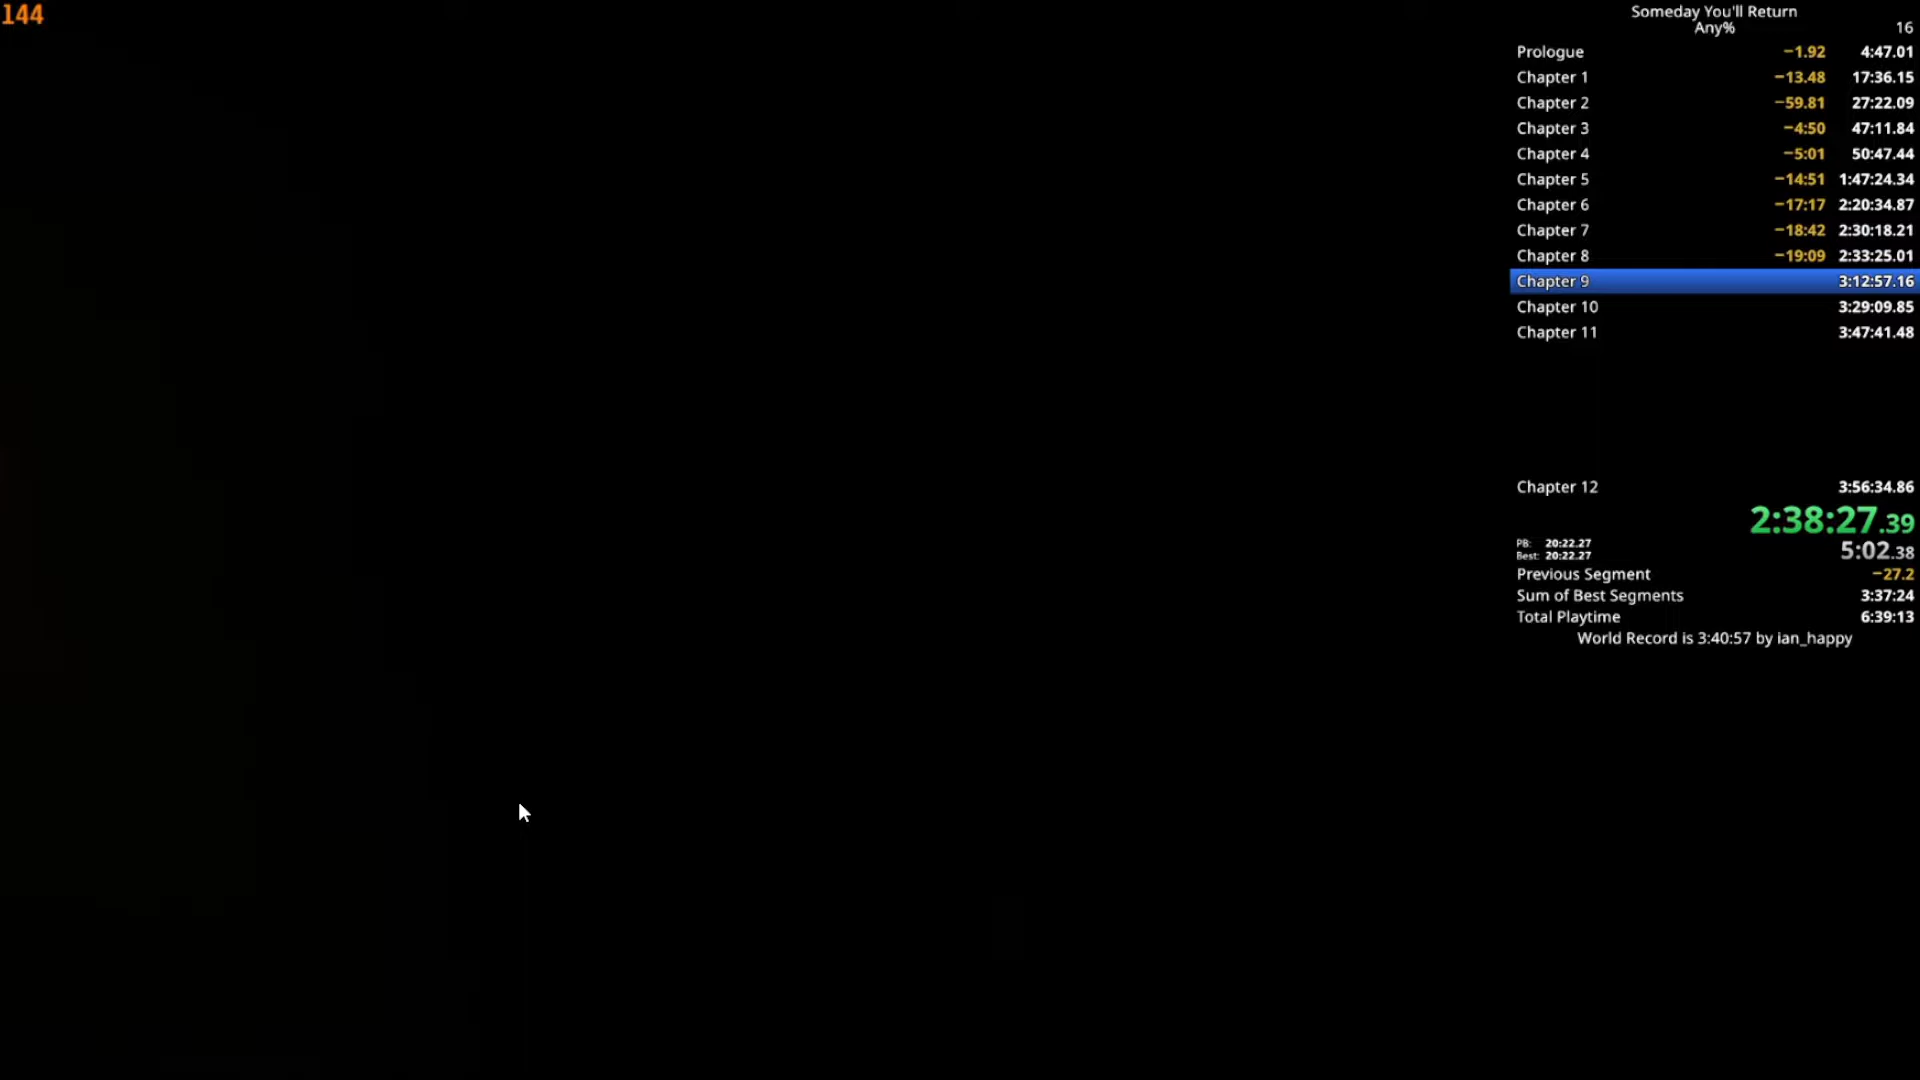 144
Someday You'll Return
Any% 16
Prologue −1.92 4:47.01
Chapter 1 −13.48 17:36.15
Chapter 2 −59.81 27:22.09
Chapter 3 −4:50 47:11.84
Chapter 4 −5:01 50:47.44
Chapter 5 −14:51 1:47:24.34
Chapter 6 −17:17 2:20:34.87
Chapter 7 −18:42 2:30:18.21
Chapter 8 −19:09 2:33:25.01
Chapter 9 3:12:57.16
Chapter 10 3:29:09.85
Chapter 11 3:47:41.48
Chapter 12 3:56:34.86
2:38:27.39
PB: 20:22.27
Best: 20:22.27
5:02.38
Previous Segment −27.2
Sum of Best Segments 3:37:24
Total Playtime 6:39:13
World Record is 3:40:57 by ian_happy